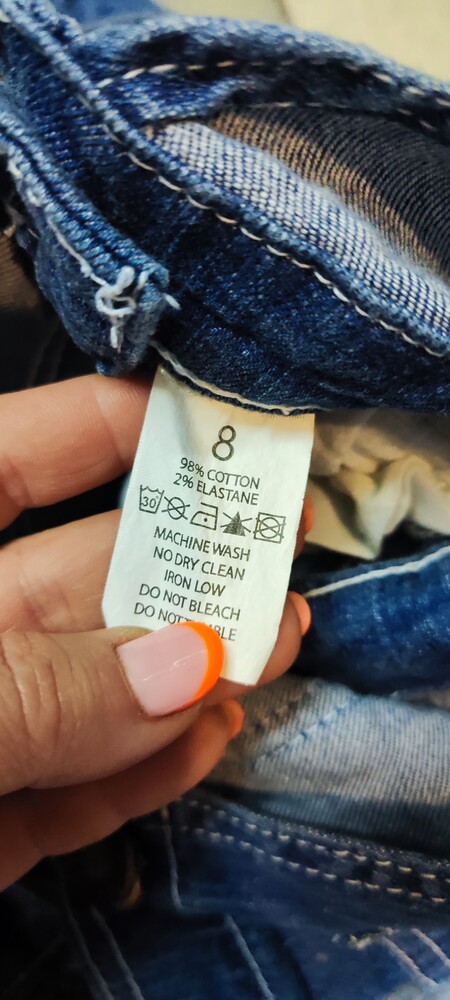 8
98% COTTON
2% ELASTANE
30
MACHINE WASH
NO DRY CLEAN
IRON LOW
DO NOT BLEACH
DO NOT